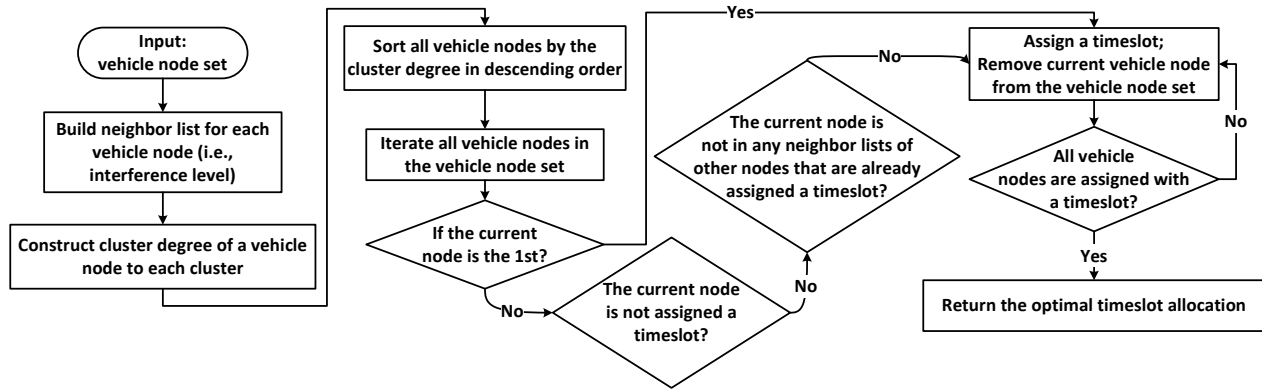 Input:
vehicle node set
Build neighbor list for each
vehicle node (i.e.,
interference level)
Construct cluster degree of a vehicle
node to each cluster
Sort all vehicle nodes by the
cluster degree in descending order
Iterate all vehicle nodes in
the vehicle node set
If the current
node is the 1st?
Yes
No
The current node
is not assigned a
timeslot?
No
The current node is
not in any neighbor lists of
other nodes that are already
assigned a timeslot?
No
Assign a timeslot;
Remove current vehicle node
from the vehicle node set
All vehicle
nodes are assigned with
a timeslot?
No
Yes
Return the optimal timeslot allocation